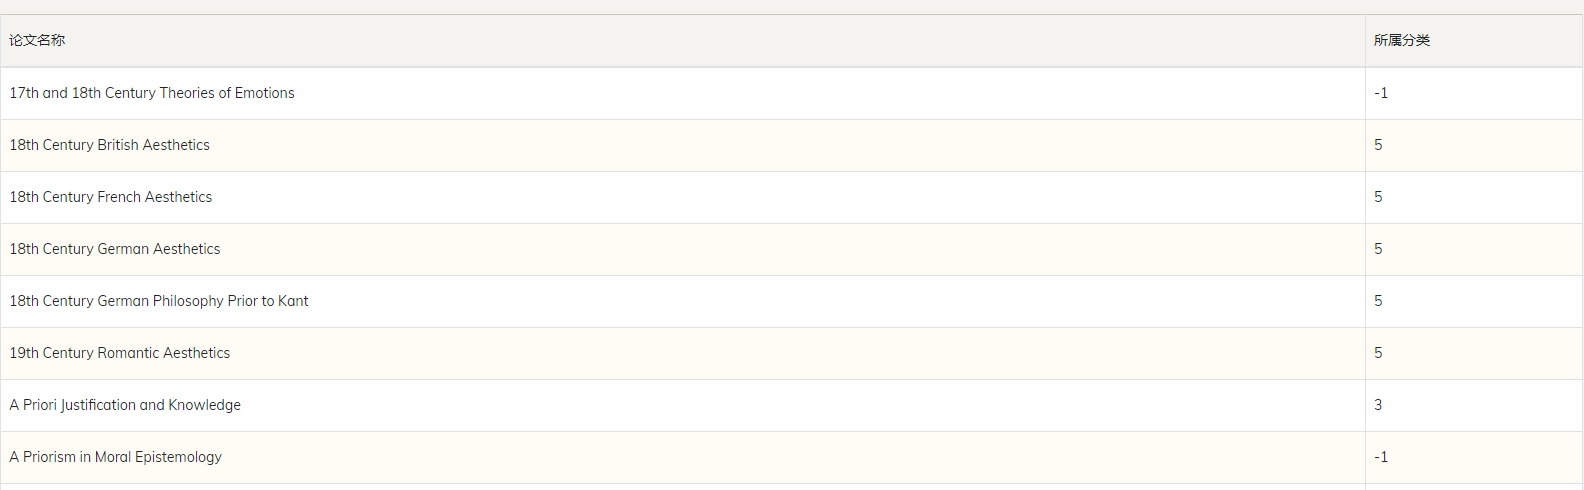 论文名称 所属分类
17th and 18th Century Theories of Emotions -1
18th Century British Aesthetics 5
18th Century French Aesthetics 5
18th Century German Aesthetics 5
18th Century German Philosophy Prior to Kant 5
19th Century Romantic Aesthetics 5
A Priori Justification and Knowledge 3
A Priorism in Moral Epistemology -1